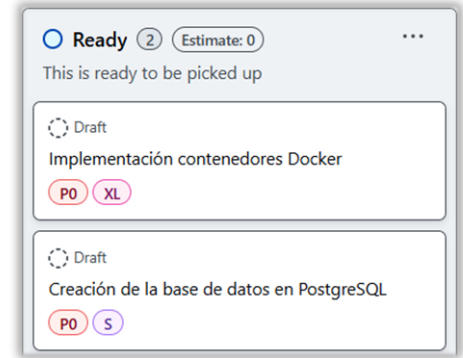 Ready 2 Estimate: 0 ...
This is ready to be picked up
Draft
Implementación contenedores Docker
P0 XL
Draft
Creación de la base de datos en PostgreSQL
P0 S